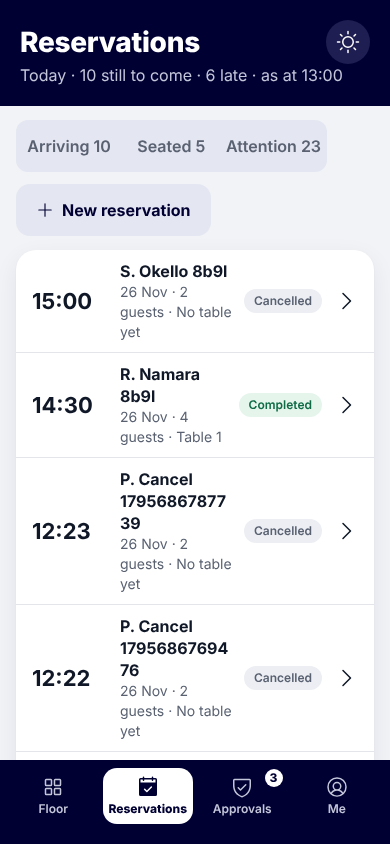 Reservations
Today · 10 still to come · 6 late · as at 13:00
Arriving 10
Seated 5
Attention 23
New reservation
15:00
S. Okello 8b9l
26 Nov · 2
guests · No table
yet
Cancelled
14:30
R. Namara
8b9l
26 Nov · 4
guests · Table 1
Completed
12:23
P. Cancel
17956867877
39
26 Nov · 2
guests · No table
yet
Cancelled
12:22
P. Cancel
17956867694
76
26 Nov · 2
guests · No table
yet
Cancelled
Floor
Reservations
3
Approvals
Me